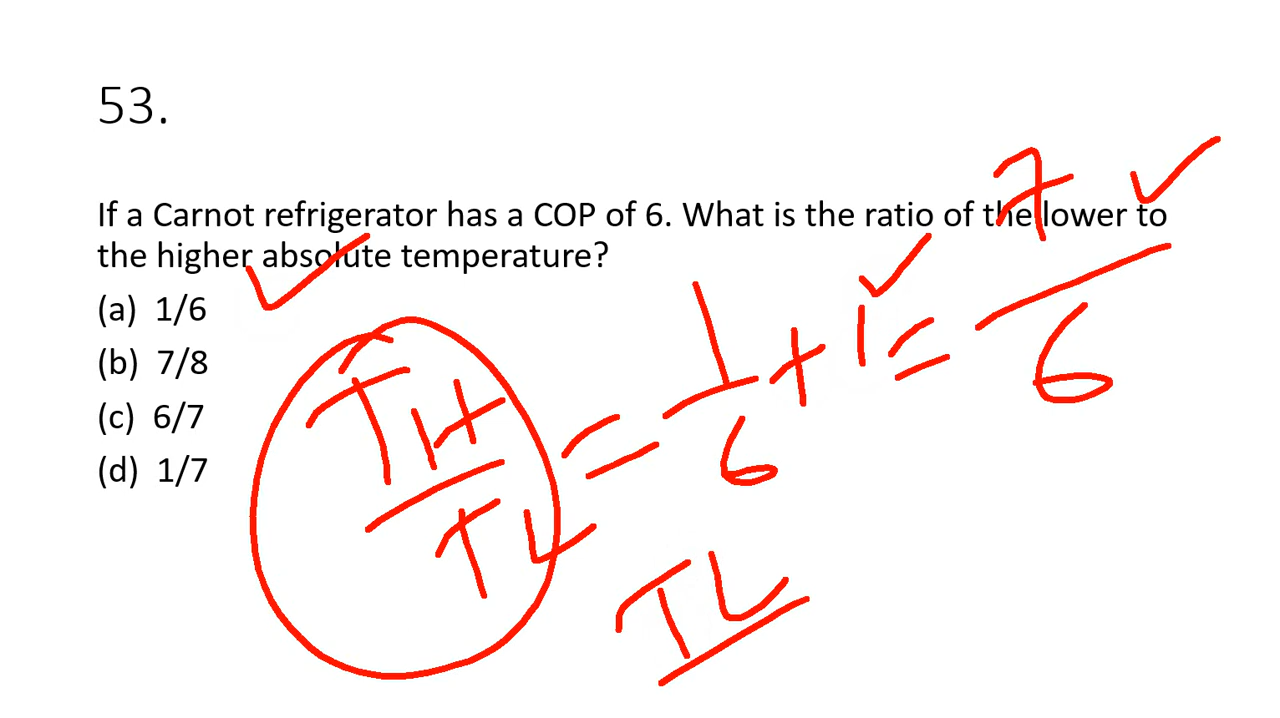 53.
If a Carnot refrigerator has a COP of 6. What is the ratio of the lower to
the higher absolute temperature?
(a) 1/6
(b) 7/8
(c) 6/7
(d) 1/7
TH/TL = 1/6 + 1 = 7/6
TL